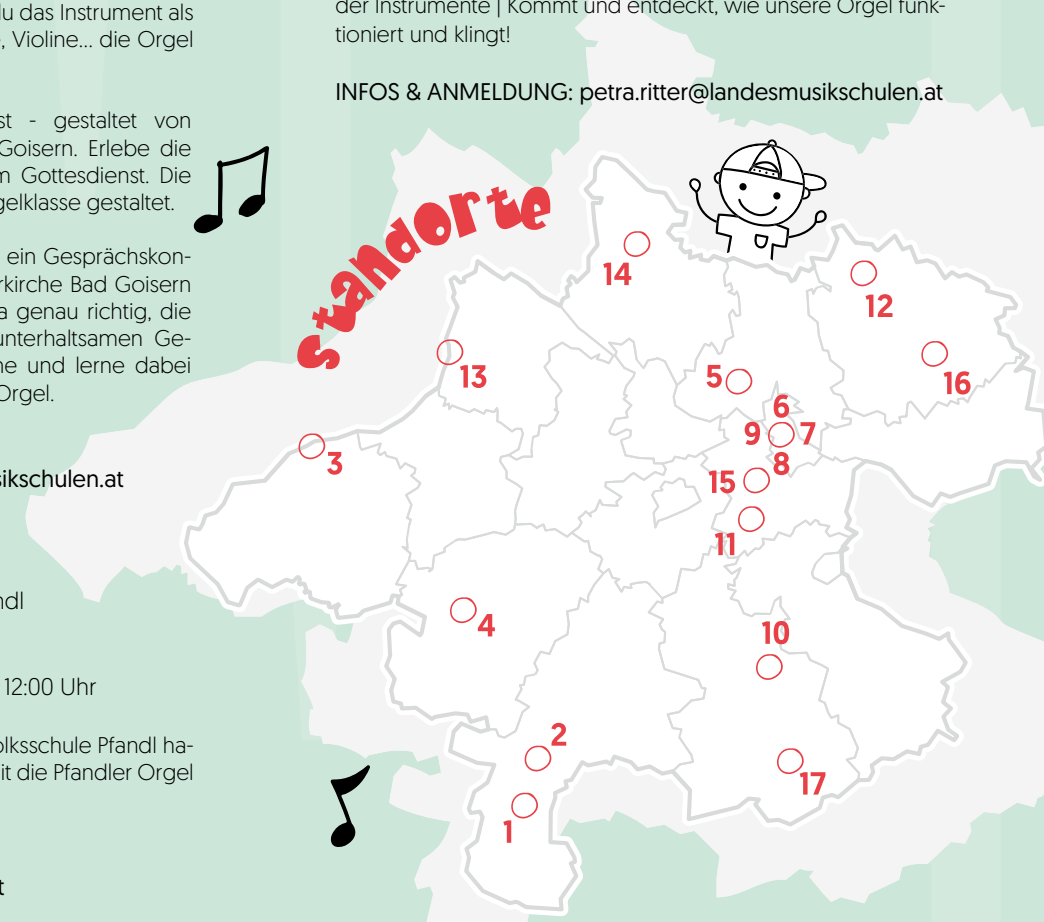 du das Instrument als
, Violine... die Orgel
st - gestaltet von
Goisern. Erlebe die
m Gottesdienst. Die
gelklasse gestaltet.
ein Gesprächskon-
rkirche Bad Goisern
a genau richtig, die
unterhaltsamen Ge-
ne und lerne dabei
Orgel.
sikschulen.at
ndl
12:00 Uhr
olksschule Pfandl ha-
it die Pfandler Orgel
t
der Instrumente | Kommt und entdeckt, wie unsere Orgel funk-
tioniert und klingt!
INFOS & ANMELDUNG: petra.ritter@landesmusikschulen.at
standorte
14
12
13
5
16
6
9
7
3
8
15
11
4
10
2
17
1